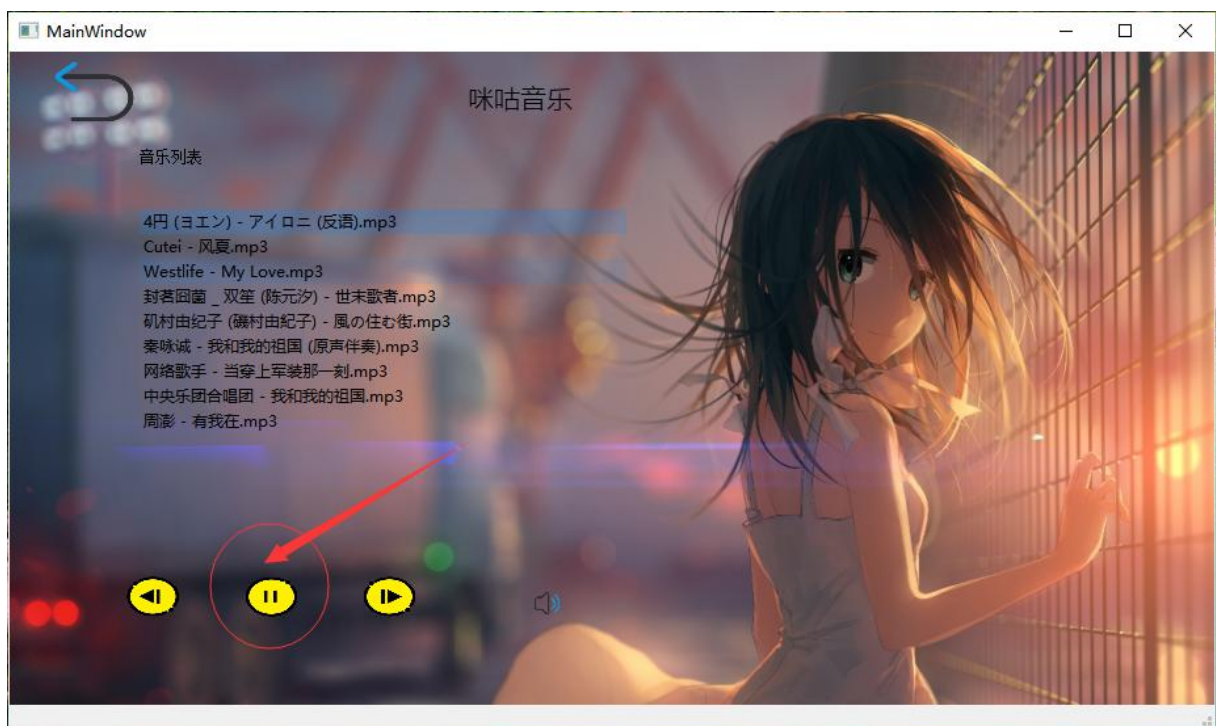 MainWindow
咪咕音乐
音乐列表
4円 (ヨエン) - アイロニ (反语).mp3
Cutei - 风夏.mp3
Westlife - My Love.mp3
封茗囧菌 _ 双笙 (陈元汐) - 世末歌者.mp3
矶村由纪子 (磯村由紀子) - 風の住む街.mp3
秦咏诚 - 我和我的祖国 (原声伴奏).mp3
网络歌手 - 当穿上军装那一刻.mp3
中央乐团合唱团 - 我和我的祖国.mp3
周澎 - 有我在.mp3